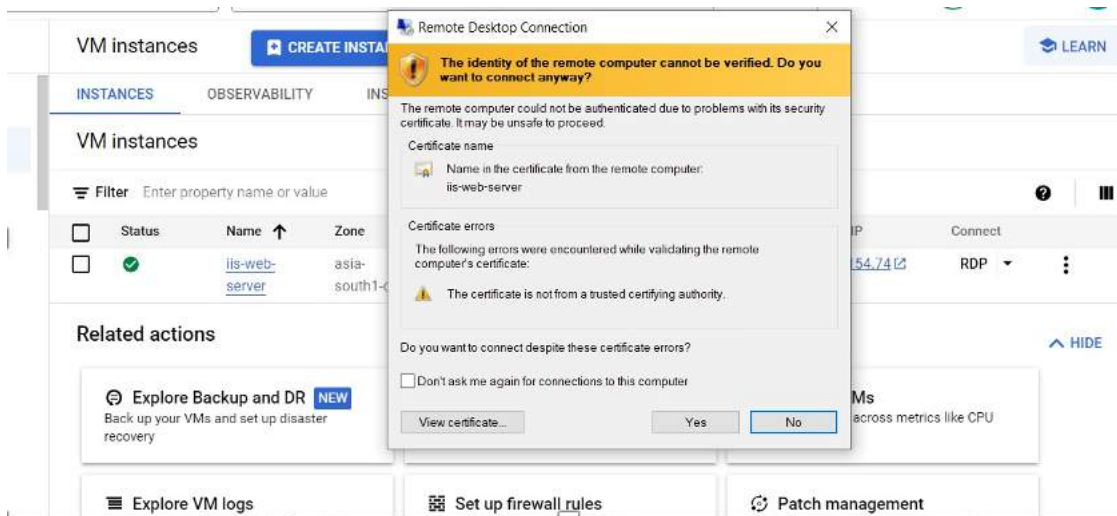 VM instances
CREATE INSTA
LEARN
INSTANCES
OBSERVABILITY
INS
VM instances
Filter Enter property name or value
Status
Name
Zone
IP
Connect
iis-web-
server
asia-
south1-c
154.74
RDP
Related actions
HIDE
Explore Backup and DR NEW
Back up your VMs and set up disaster
recovery
Ms
across metrics like CPU
Explore VM logs
Set up firewall rules
Patch management
Remote Desktop Connection
The identity of the remote computer cannot be verified. Do you
want to connect anyway?
The remote computer could not be authenticated due to problems with its security
certificate. It may be unsafe to proceed.
Certificate name
Name in the certificate from the remote computer:
iis-web-server
Certificate errors
The following errors were encountered while validating the remote
computer's certificate:
The certificate is not from a trusted certifying authority.
Do you want to connect despite these certificate errors?
Don't ask me again for connections to this computer
View certificate...
Yes
No